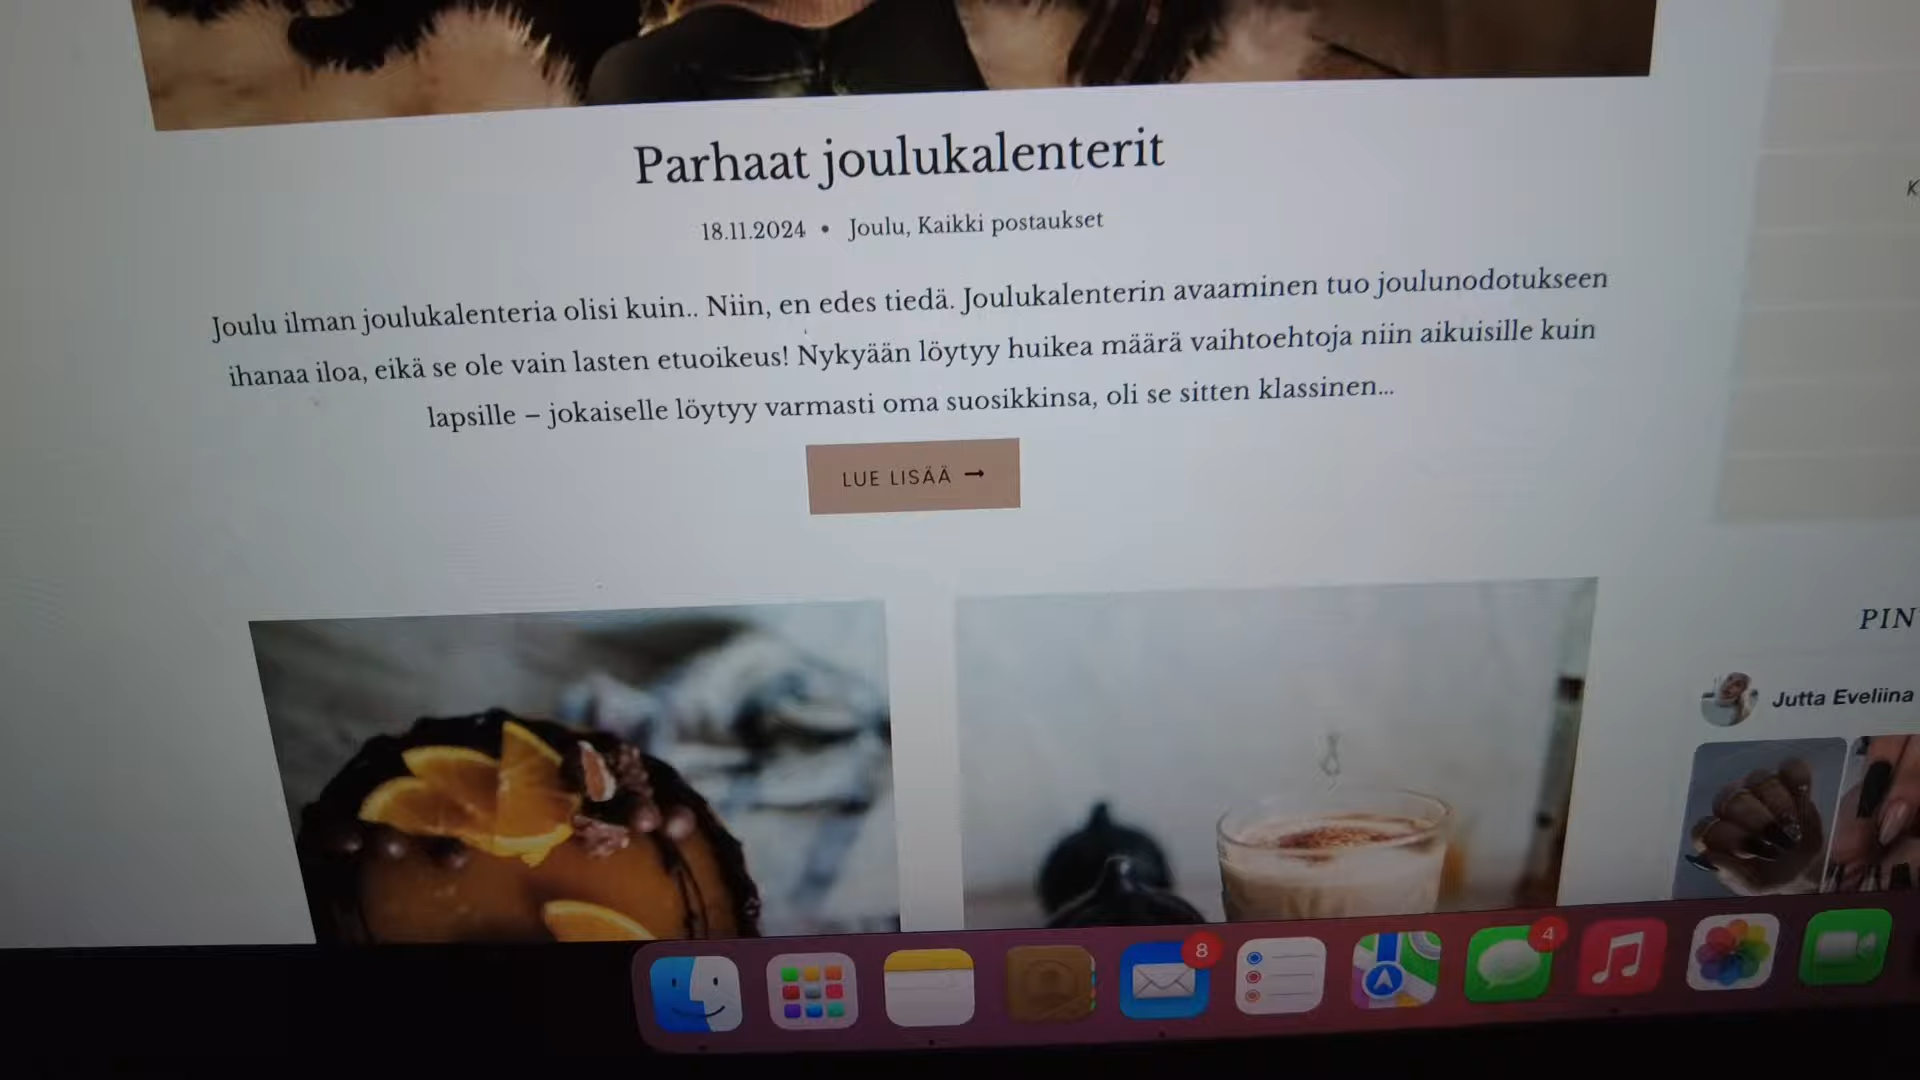 Parhaat joulukalenterit
18.11.2024 • Joulu, Kaikki postaukset
Joulu ilman joulukalenteria olisi kuin.. Niin, en edes tiedä. Joulukalenterin avaaminen tuo joulunodotukseen
ihanaa iloa, eikä se ole vain lasten etuoikeus! Nykyään löytyy huikea määrä vaihtoehtoja niin aikuisille kuin
lapsille – jokaiselle löytyy varmasti oma suosikkinsa, oli se sitten klassinen...
LUE LISÄÄ →
K
PIN
Jutta Eveliina
8
4